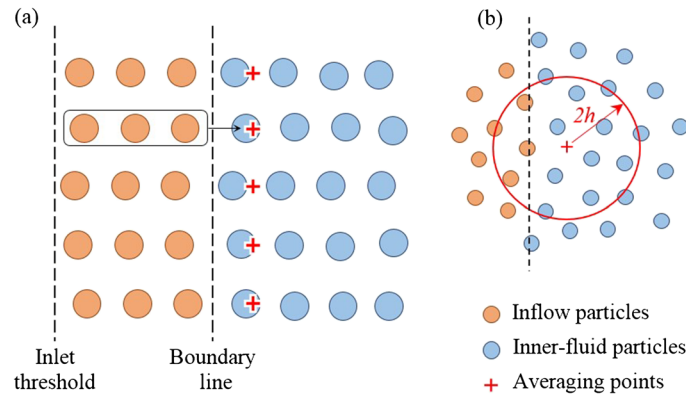 (a)
(b)
2h
Inlet
threshold
Boundary
line
Inflow particles
Inner-fluid particles
Averaging points